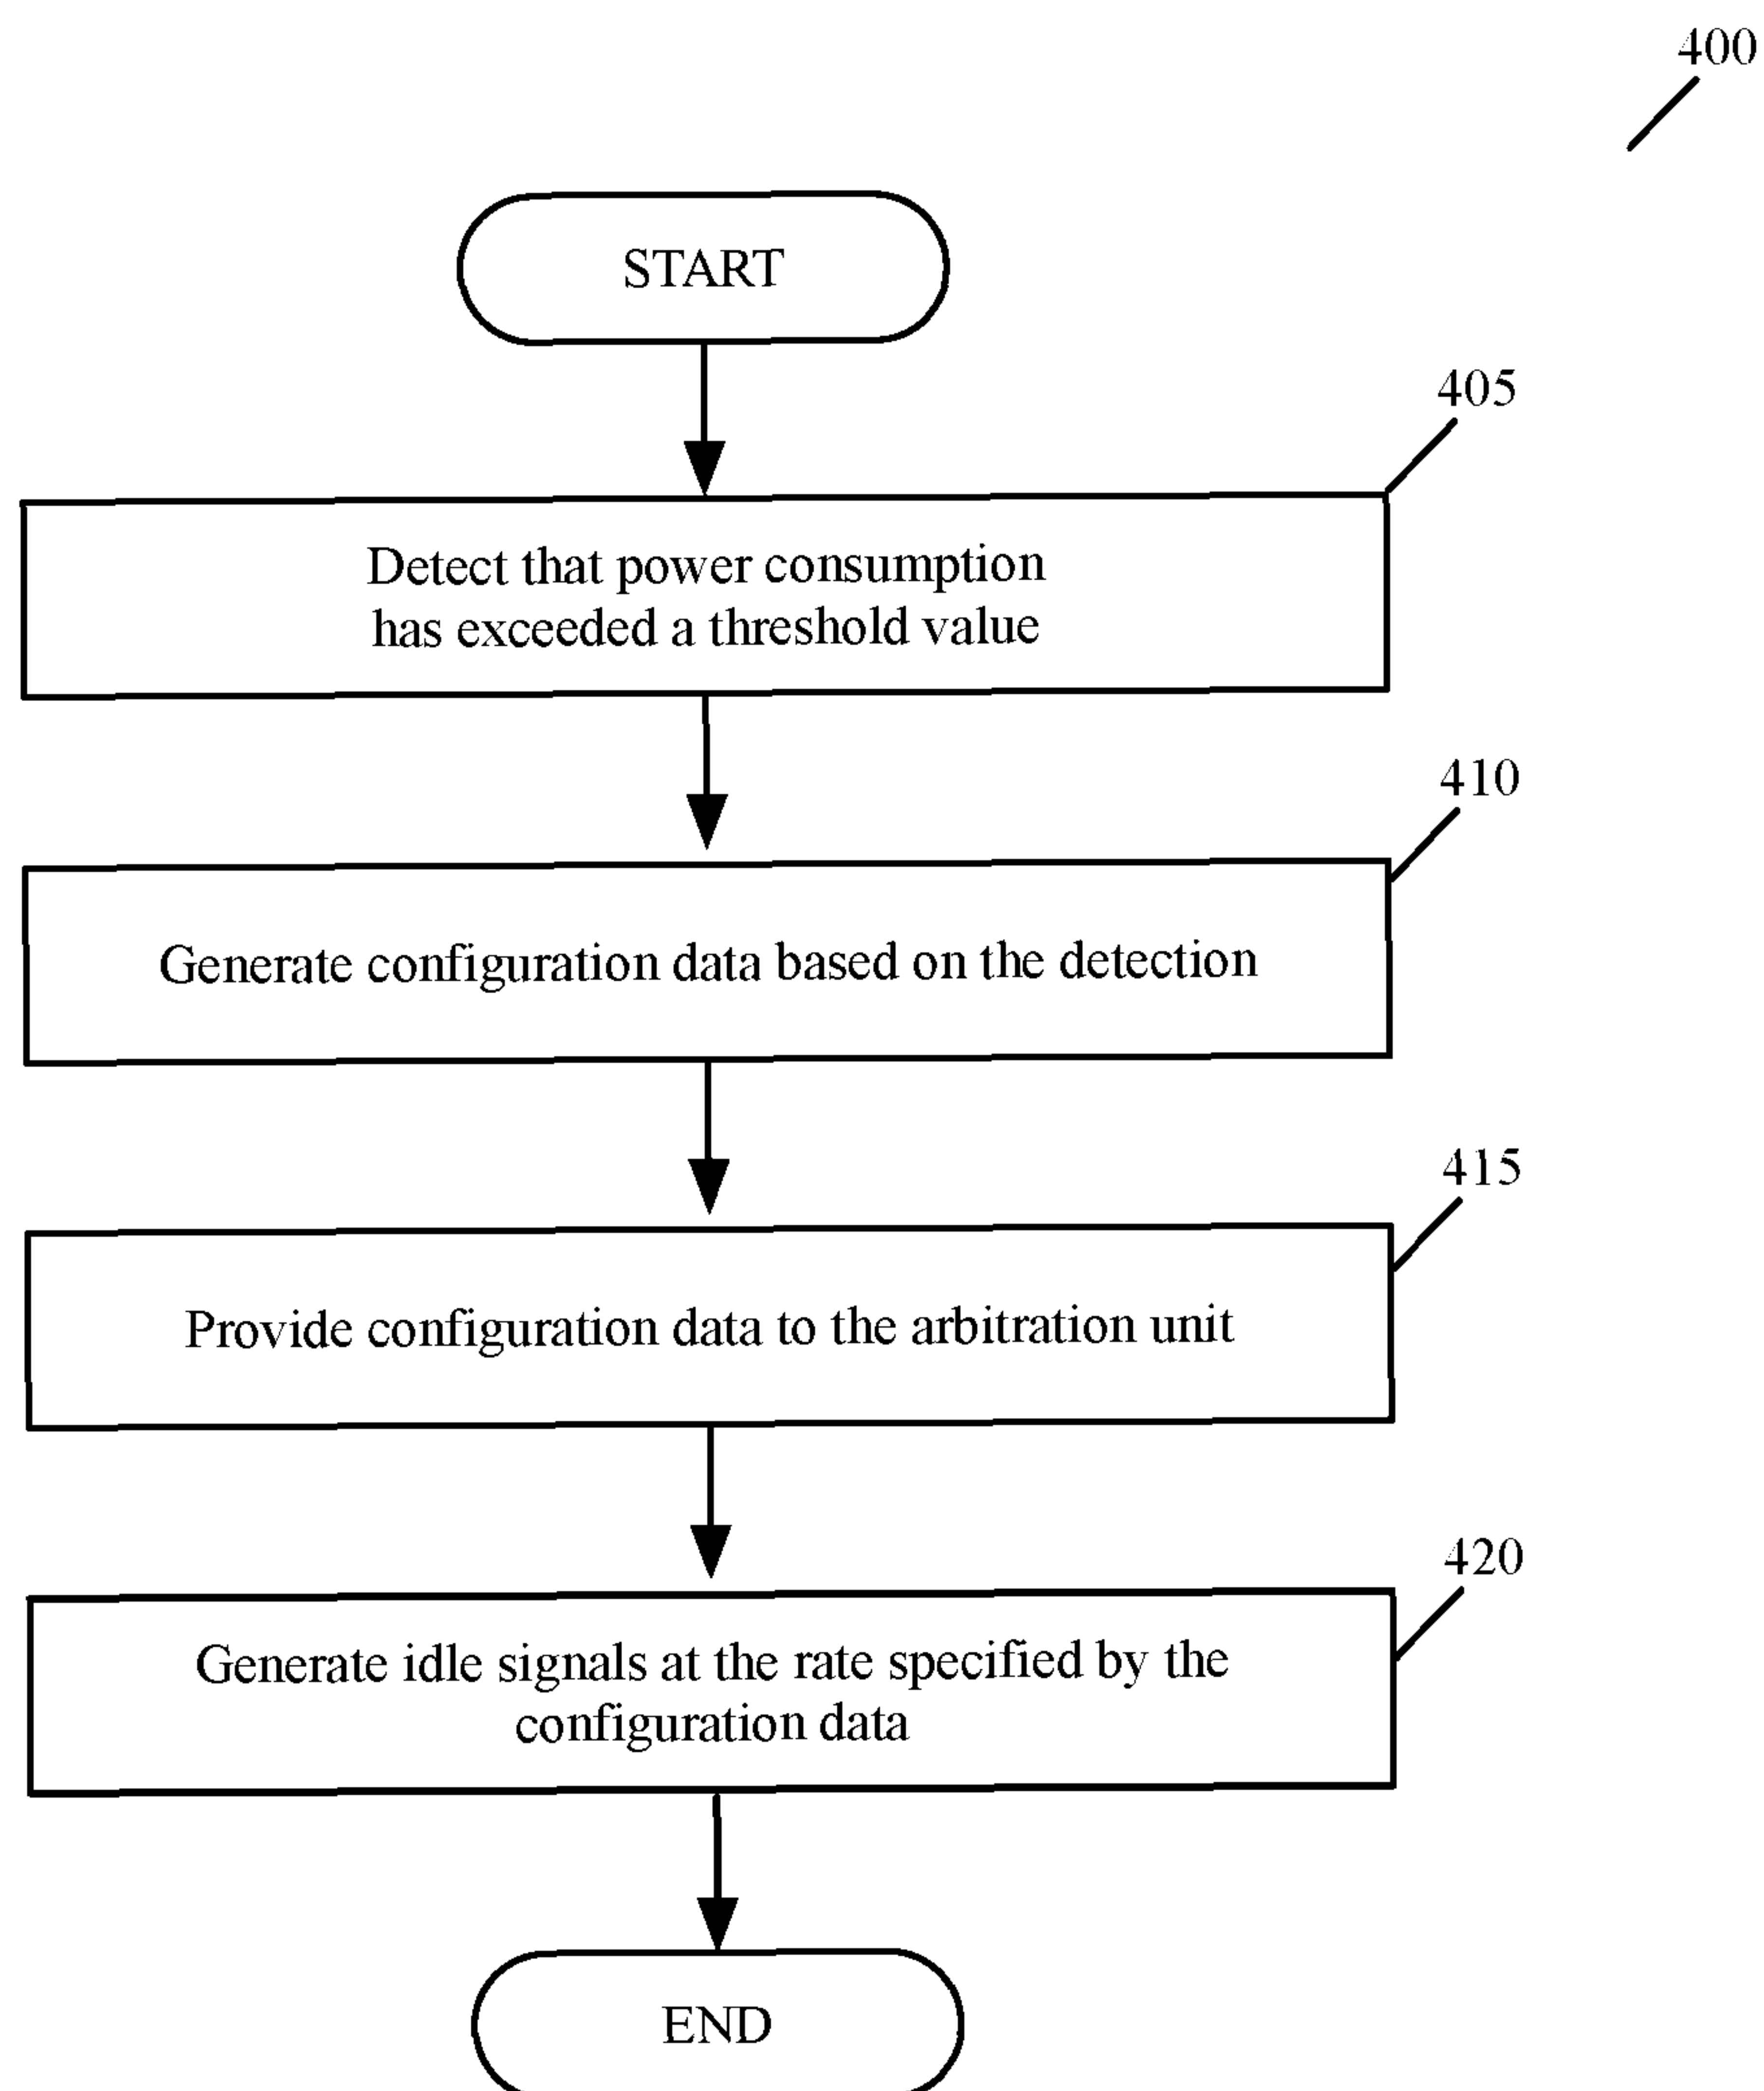 400
START
405
Detect that power consumption
has exceeded a threshold value
410
Generate configuration data based on the detection
415
Provide configuration data to the arbitration unit
420
Generate idle signals at the rate specified by the
configuration data
END